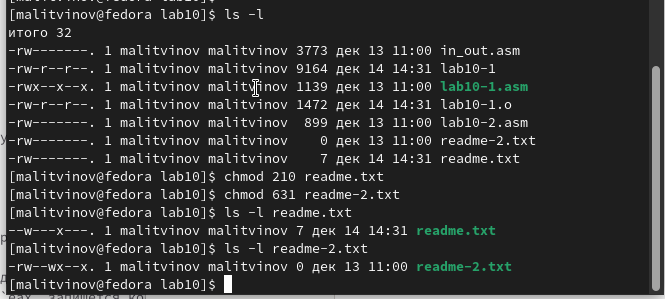 [malitvinov@fedora lab10]$ ls -l
итого 32
-rw-------. 1 malitvinov malitvinov 3773 дек 13 11:00 in_out.asm
-rw-r--r--. 1 malitvinov malitvinov 9164 дек 14 14:31 lab10-1
-rwx--x--x. 1 malitvinov malitvinov 1139 дек 13 11:00 lab10-1.asm
-rw-r--r--. 1 malitvinov malitvinov 1472 дек 14 14:31 lab10-1.o
-rw-------. 1 malitvinov malitvinov  899 дек 13 11:00 lab10-2.asm
-rw-------. 1 malitvinov malitvinov    0 дек 13 11:00 readme-2.txt
-rw-------. 1 malitvinov malitvinov    7 дек 14 14:31 readme.txt
[malitvinov@fedora lab10]$ chmod 210 readme.txt
[malitvinov@fedora lab10]$ chmod 631 readme-2.txt
[malitvinov@fedora lab10]$ ls -l readme.txt
--w---x---. 1 malitvinov malitvinov 7 дек 14 14:31 readme.txt
[malitvinov@fedora lab10]$ ls -l readme-2.txt
-rw--wx--x. 1 malitvinov malitvinov 0 дек 13 11:00 readme-2.txt
[malitvinov@fedora lab10]$